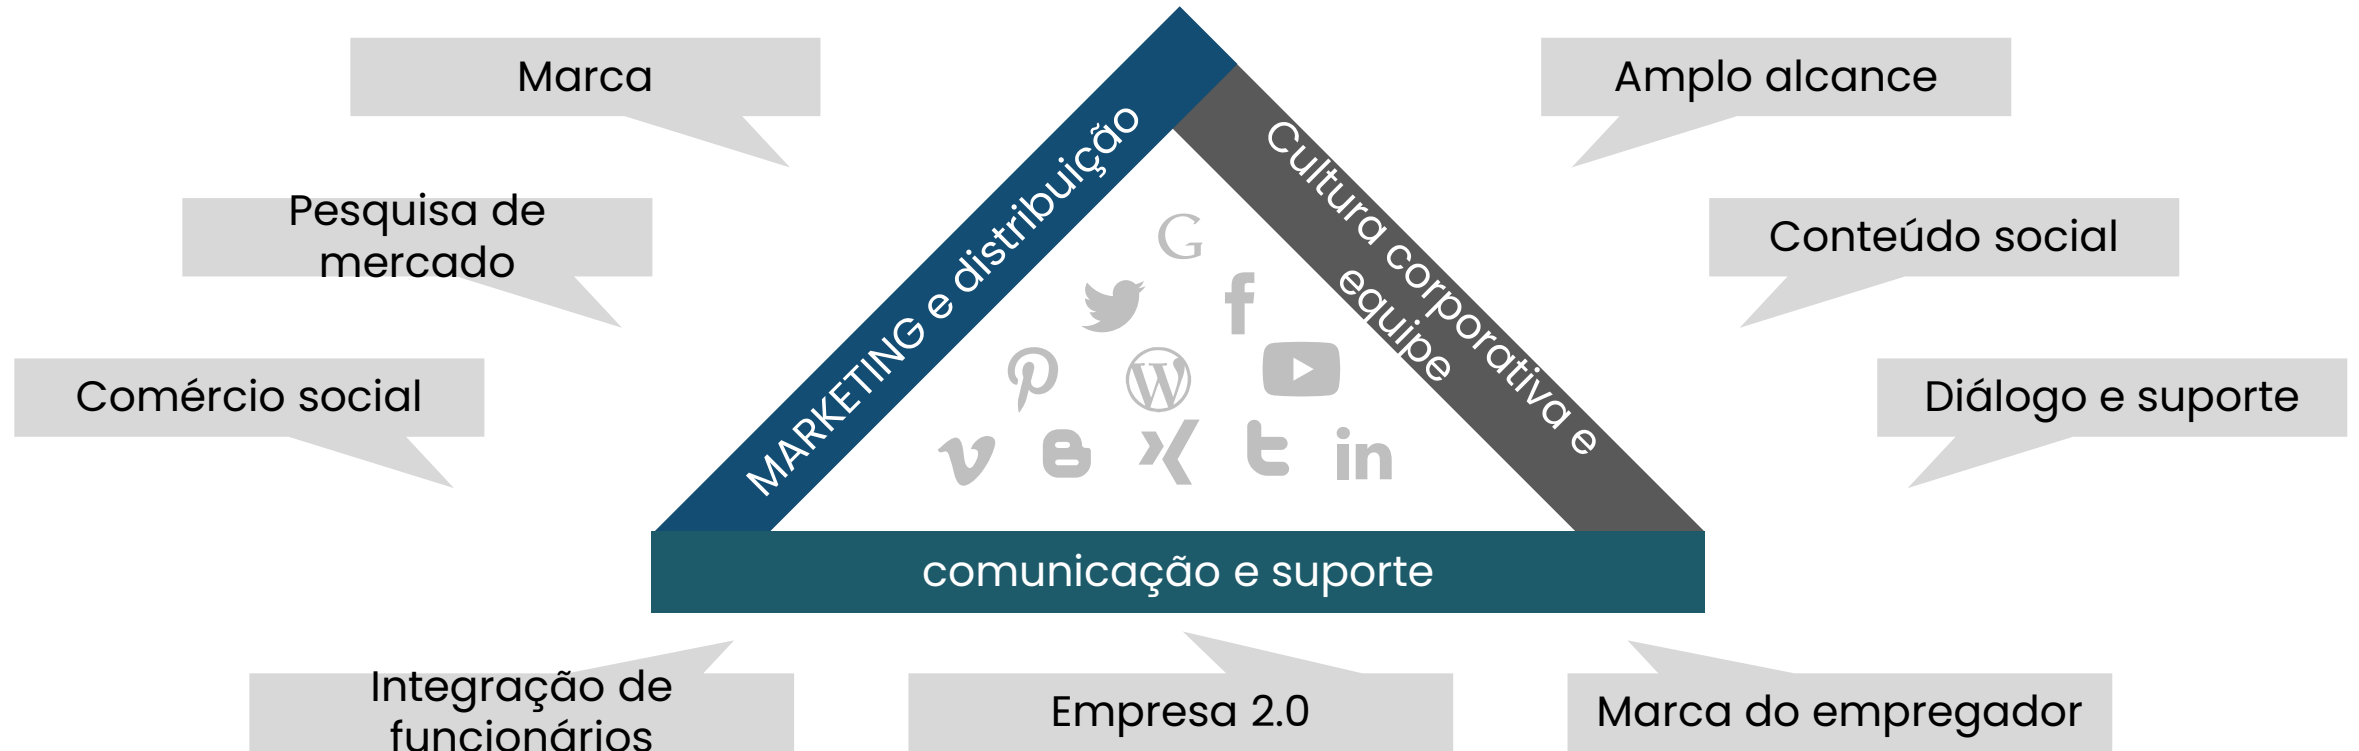 Marca
Amplo alcance
Pesquisa de
mercado
Conteúdo social
Comércio social
Diálogo e suporte
MARKETING e distribuição
Cultura corporativa e
equipe
comunicação e suporte
Integração de
funcionários
Empresa 2.0
Marca do empregador